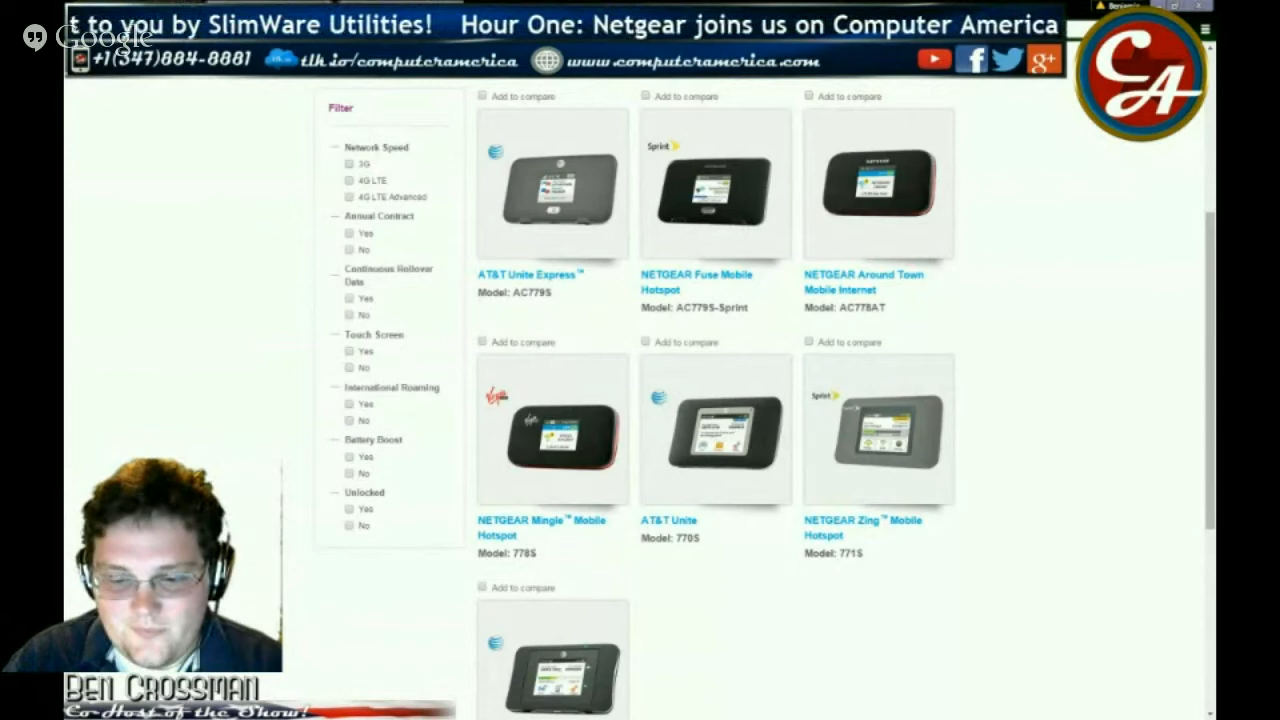 t to you by SlimWare Utilities! Hour One: Netgear joins us on Computer America
Google
+1(347)884-8881 tlk.io/computeramerica www.computeramerica.com
CA
Filter
Network Speed
3G
4G LTE
4G LTE Advanced
Annual Contract
Yes
No
Continuous Rollover
Data
Yes
No
Touch Screen
Yes
No
International Roaming
Yes
No
Battery Boost
Yes
No
Unlocked
Yes
No
Add to compare Add to compare Add to compare
Sprint
NETGEAR
AT&T Unite Express™ NETGEAR Fuse Mobile Hotspot NETGEAR Around Town Mobile Internet
Model: AC779S Model: AC779S-Sprint Model: AC778AT
Add to compare Add to compare Add to compare
Virgin Sprint
NETGEAR Mingle™ Mobile Hotspot AT&T Unite NETGEAR Zing™ Mobile Hotspot
Model: 778S Model: 770S Model: 771S
Add to compare
Ben Crossman
Co-Host of the Show!